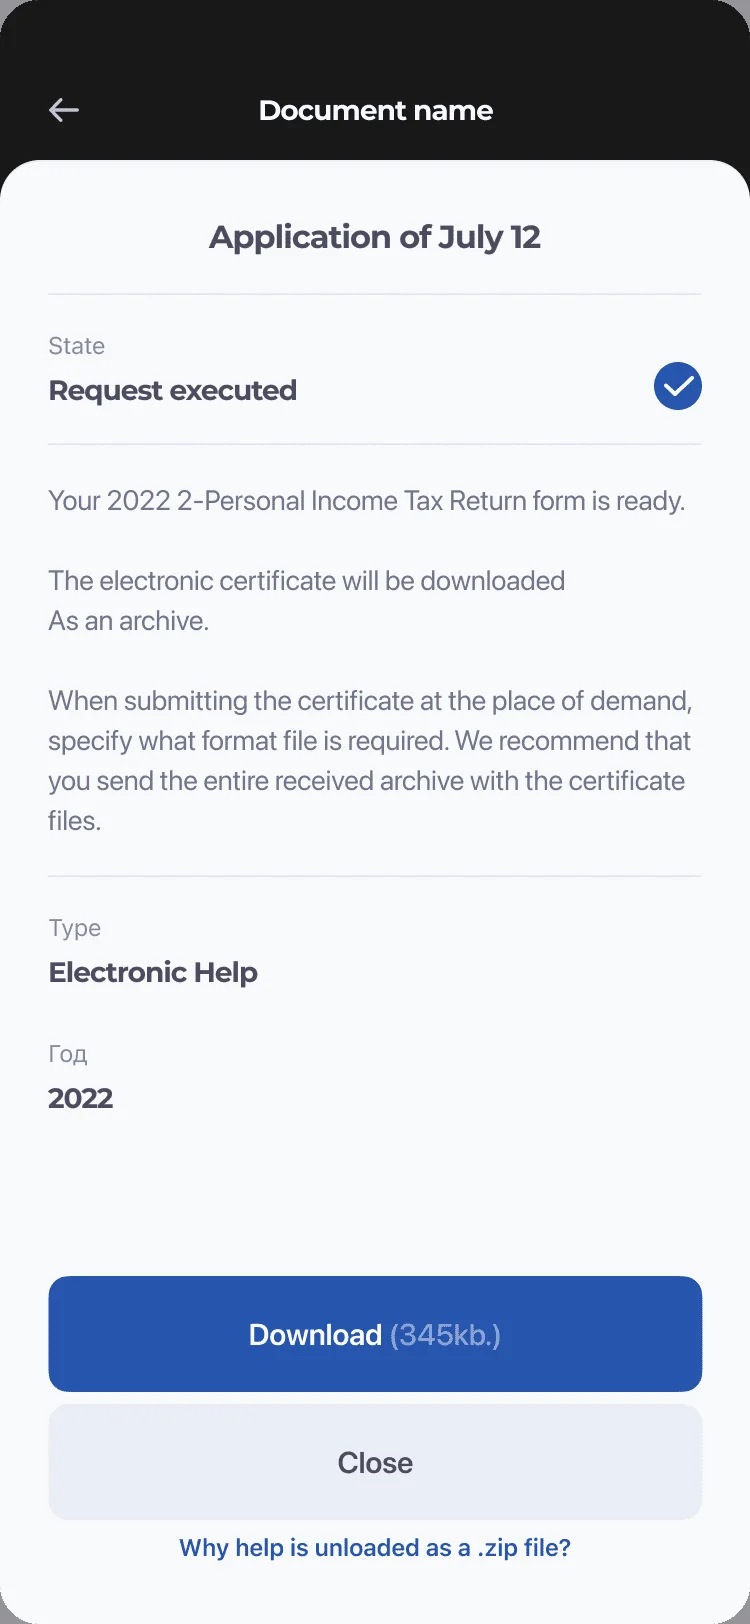 Document name
Application of July 12
State
Request executed
Your 2022 2-Personal Income Tax Return form is ready.
The electronic certificate will be downloaded
As an archive.
When submitting the certificate at the place of demand,
specify what format file is required. We recommend that
you send the entire received archive with the certificate
files.
Type
Electronic Help
Год
2022
Download (345kb.)
Close
Why help is unloaded as a .zip file?